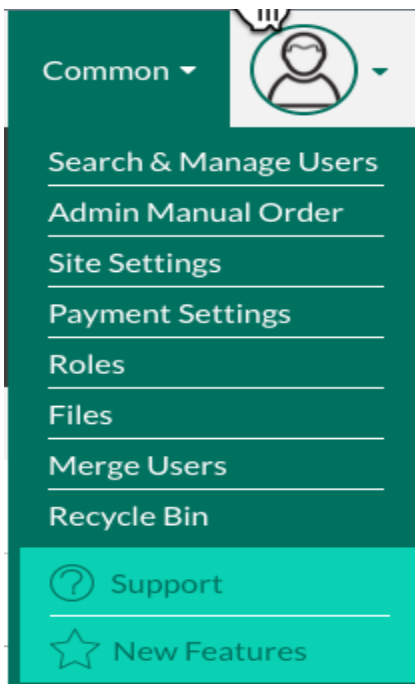 Common
Search & Manage Users
Admin Manual Order
Site Settings
Payment Settings
Roles
Files
Merge Users
Recycle Bin
Support
New Features